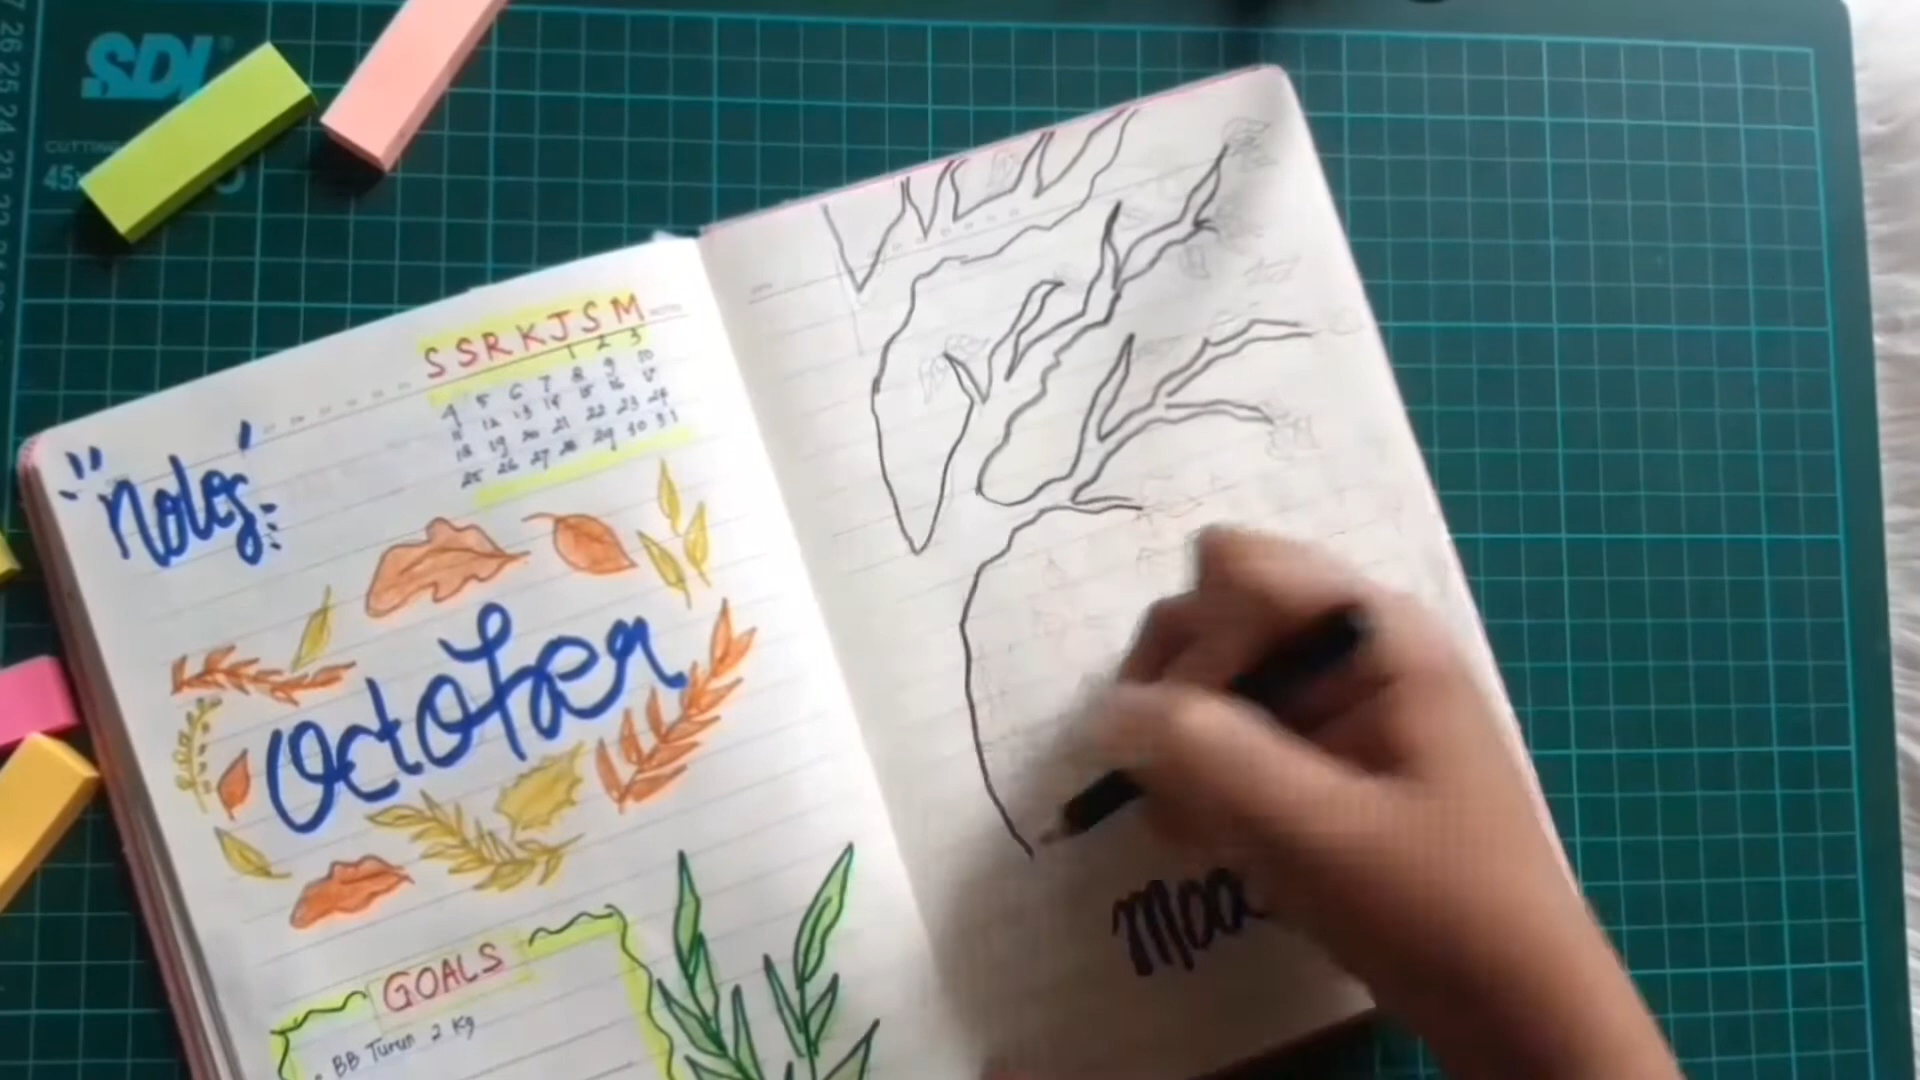 SDI
CUTTING
45x
S S R K J S M
1 2 3
4 5 6 7 8 9 10
11 12 13 14 15 16 17
18 19 20 21 22 23 24
25 26 27 28 29 30 31
Notes
October
GOALS
BB Turun 2 Kg
Moo